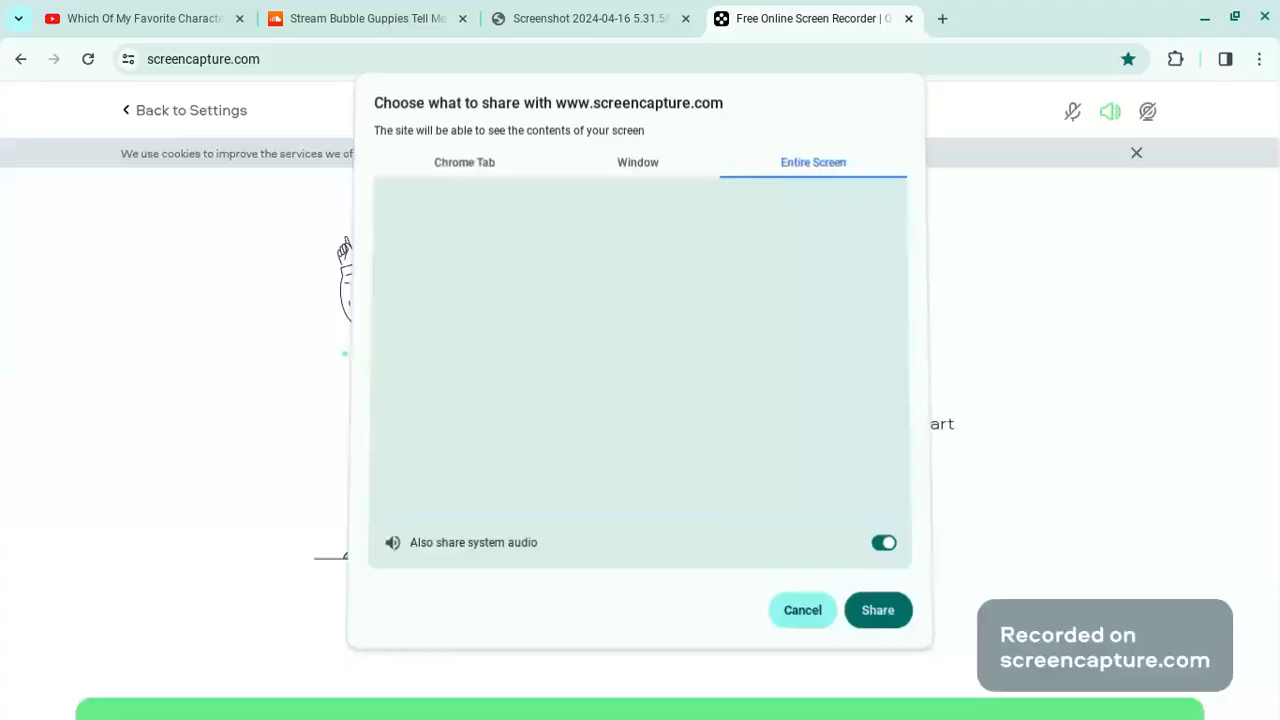 Which Of My Favorite Characte
Stream Bubble Guppies Tell Me
Screenshot 2024-04-16 5.31.58
Free Online Screen Recorder |
screencapture.com
Back to Settings
We use cookies to improve the services we of
Choose what to share with www.screencapture.com
The site will be able to see the contents of your screen
Chrome Tab
Window
Entire Screen
art
Also share system audio
Cancel
Share
Recorded on
screencapture.com